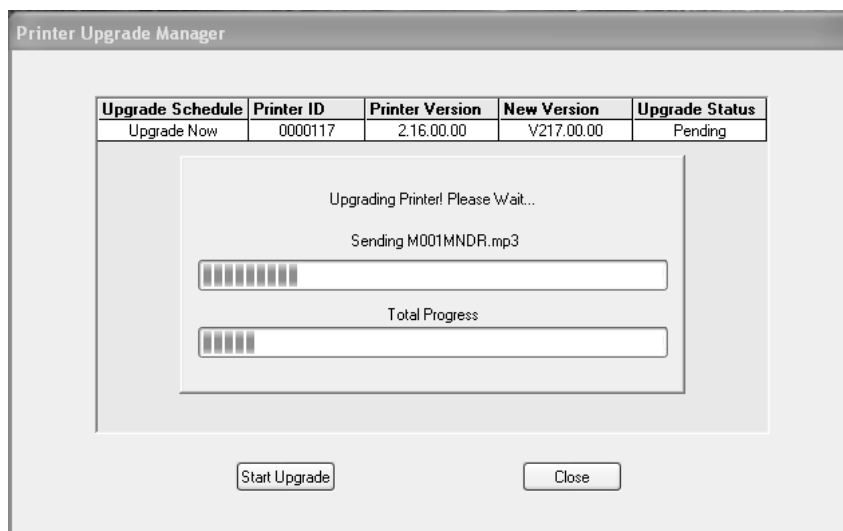 Printer Upgrade Manager
Upgrade Schedule Printer ID Printer Version New Version Upgrade Status
Upgrade Now 0000117 2.16.00.00 V217.00.00 Pending
Upgrading Printer! Please Wait...
Sending M001MNDR.mp3
Total Progress
Start Upgrade Close